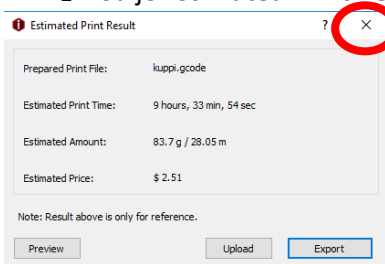 Estimated Print Result ?
Prepared Print File: kuppi.gcode
Estimated Print Time: 9 hours, 33 min, 54 sec
Estimated Amount: 83.7 g / 28.05 m
Estimated Price: $ 2.51
Note: Result above is only for reference.
Preview Upload Export